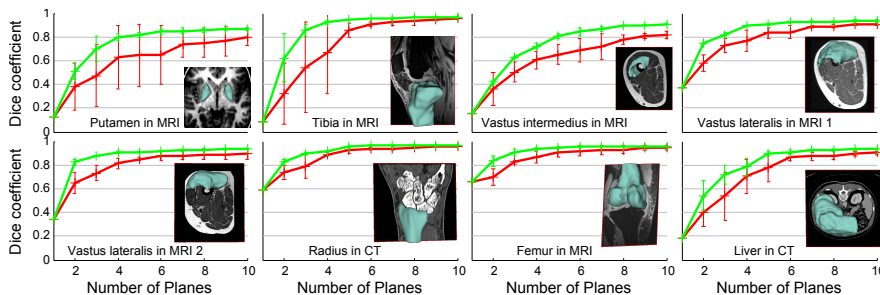 Dice coefficient
1
0.8
0.6
0.4
0.2
0
Putamen in MRI
Tibia in MRI
Vastus intermedius in MRI
Vastus lateralis in MRI 1
Dice coefficient
1
0.8
0.6
0.4
0.2
0
Vastus lateralis in MRI 2
Radius in CT
Femur in MRI
Liver in CT
2 4 6 8 10
2 4 6 8 10
2 4 6 8 10
2 4 6 8 10
Number of Planes
Number of Planes
Number of Planes
Number of Planes